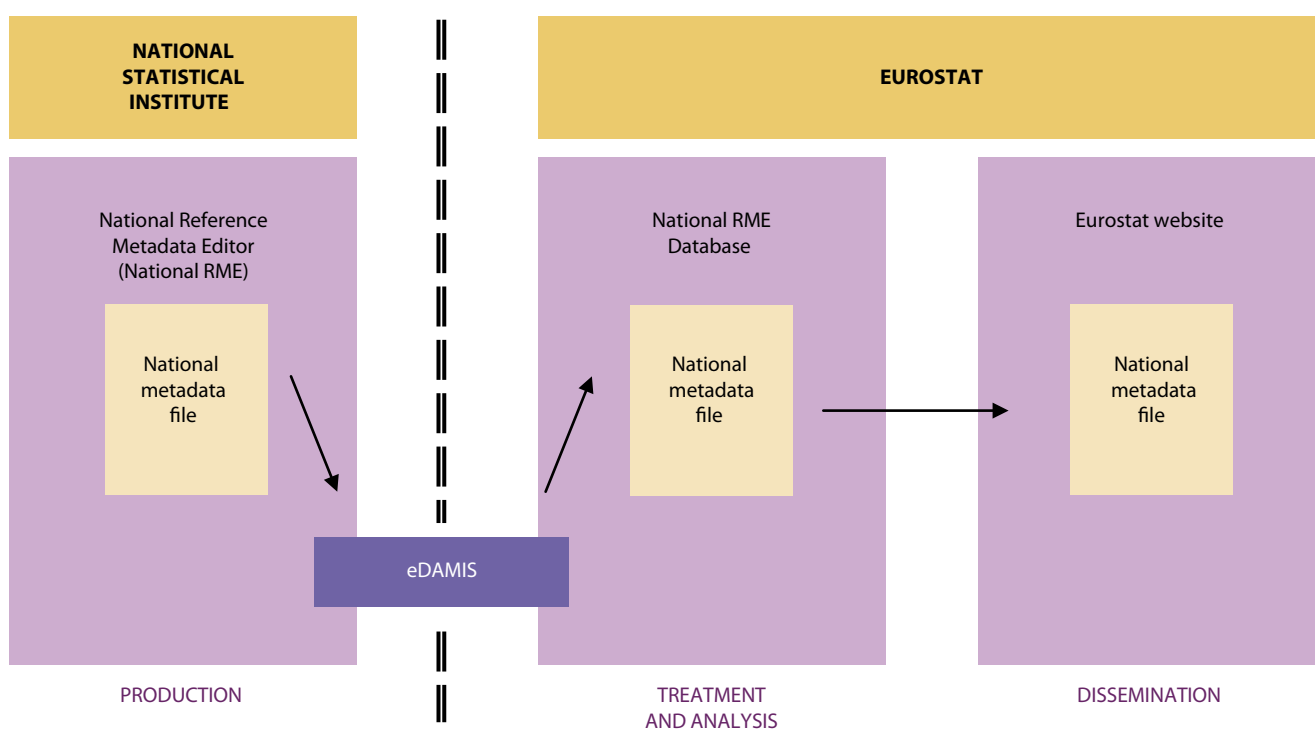 NATIONAL
STATISTICAL
INSTITUTE
EUROSTAT
National Reference
Metadata Editor
(National RME)
National
metadata
file
eDAMIS
National RME
Database
National
metadata
file
Eurostat website
National
metadata
file
PRODUCTION
TREATMENT
AND ANALYSIS
DISSEMINATION